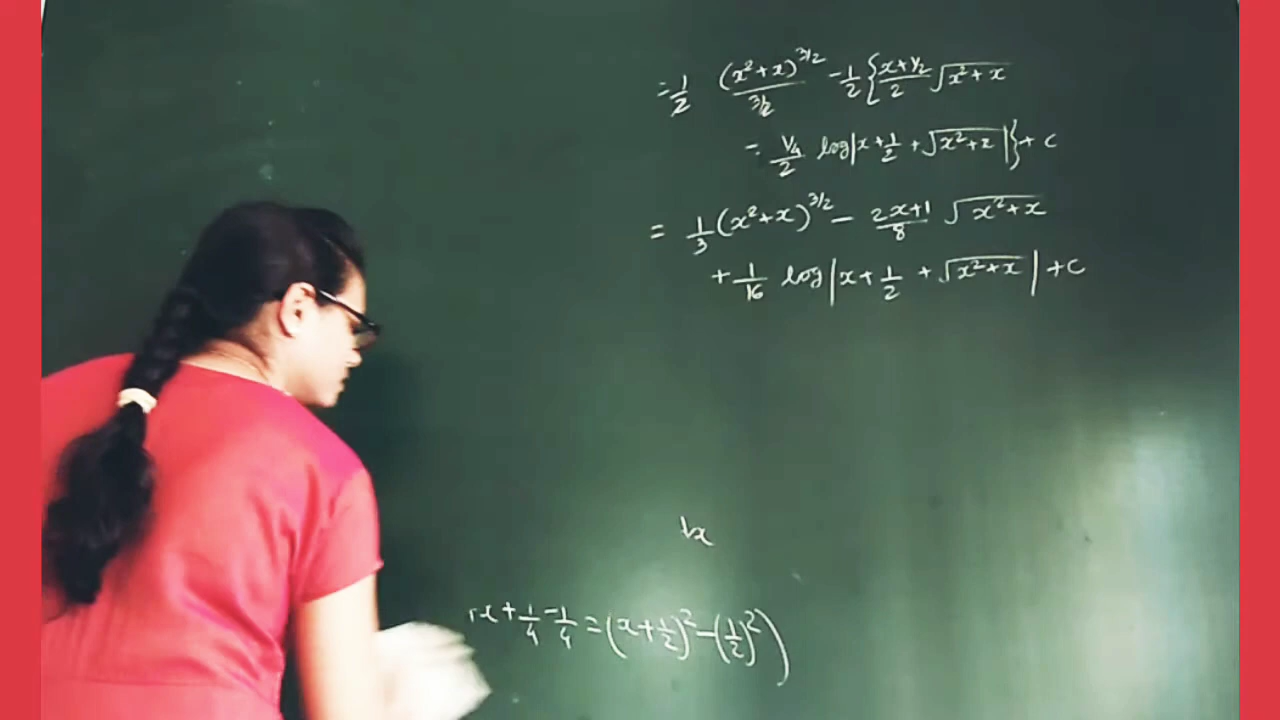 = 1/2 (x²+x)^3/2 / 3/2 - 1/2 { x+1/2 / 2 √x²+x
- 1/4 / 2 log|x+1/2+√x²+x|}+c
= 1/3 (x²+x)^3/2 - 2x+1 / 8 √x²+x
+ 1/16 log|x+1/2+√x²+x|+c
x
x+1/4-1/4=(x+1/2)²-(1/2)²)